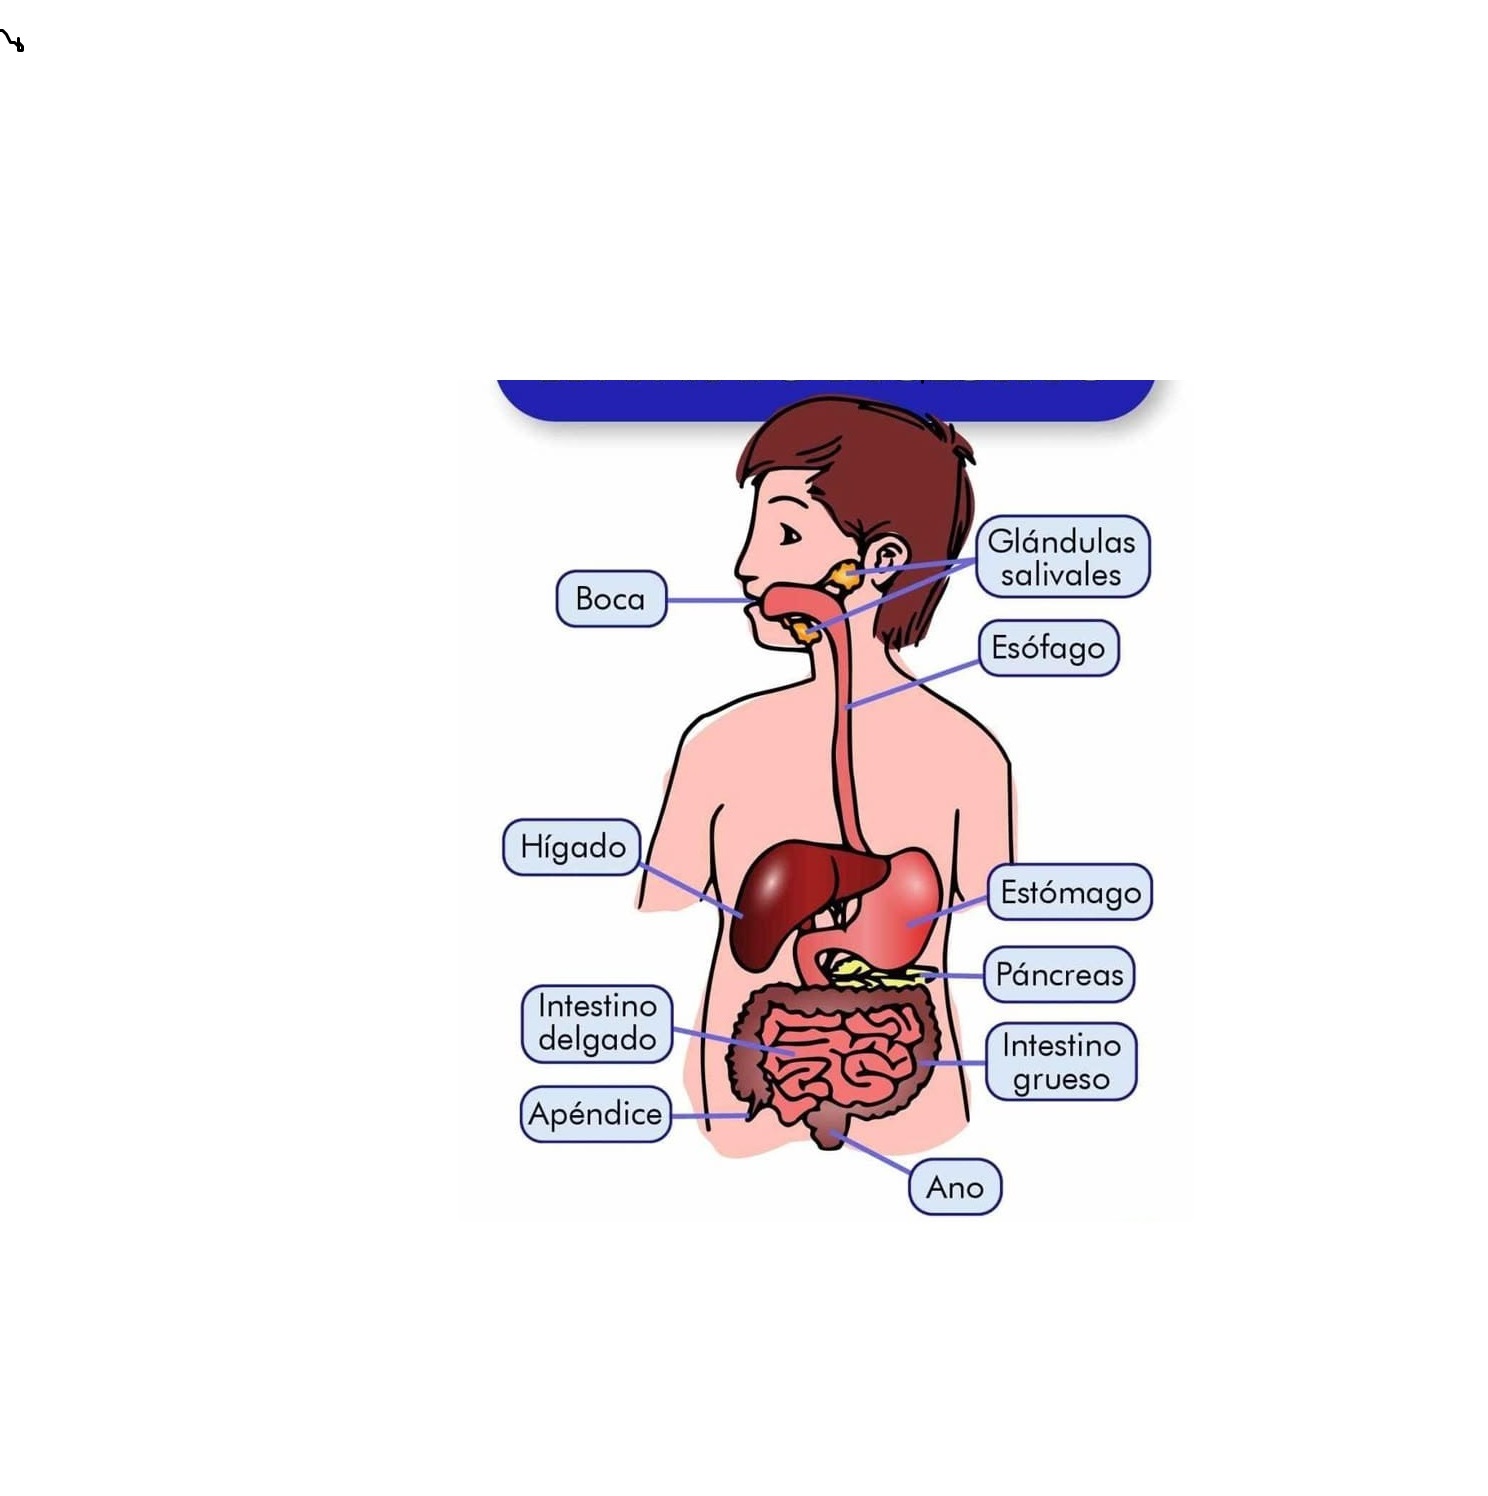 Glándulas
salivales
Boca
Esófago
Hígado
Estómago
Páncreas
Intestino
delgado
Intestino
grueso
Apéndice
Ano